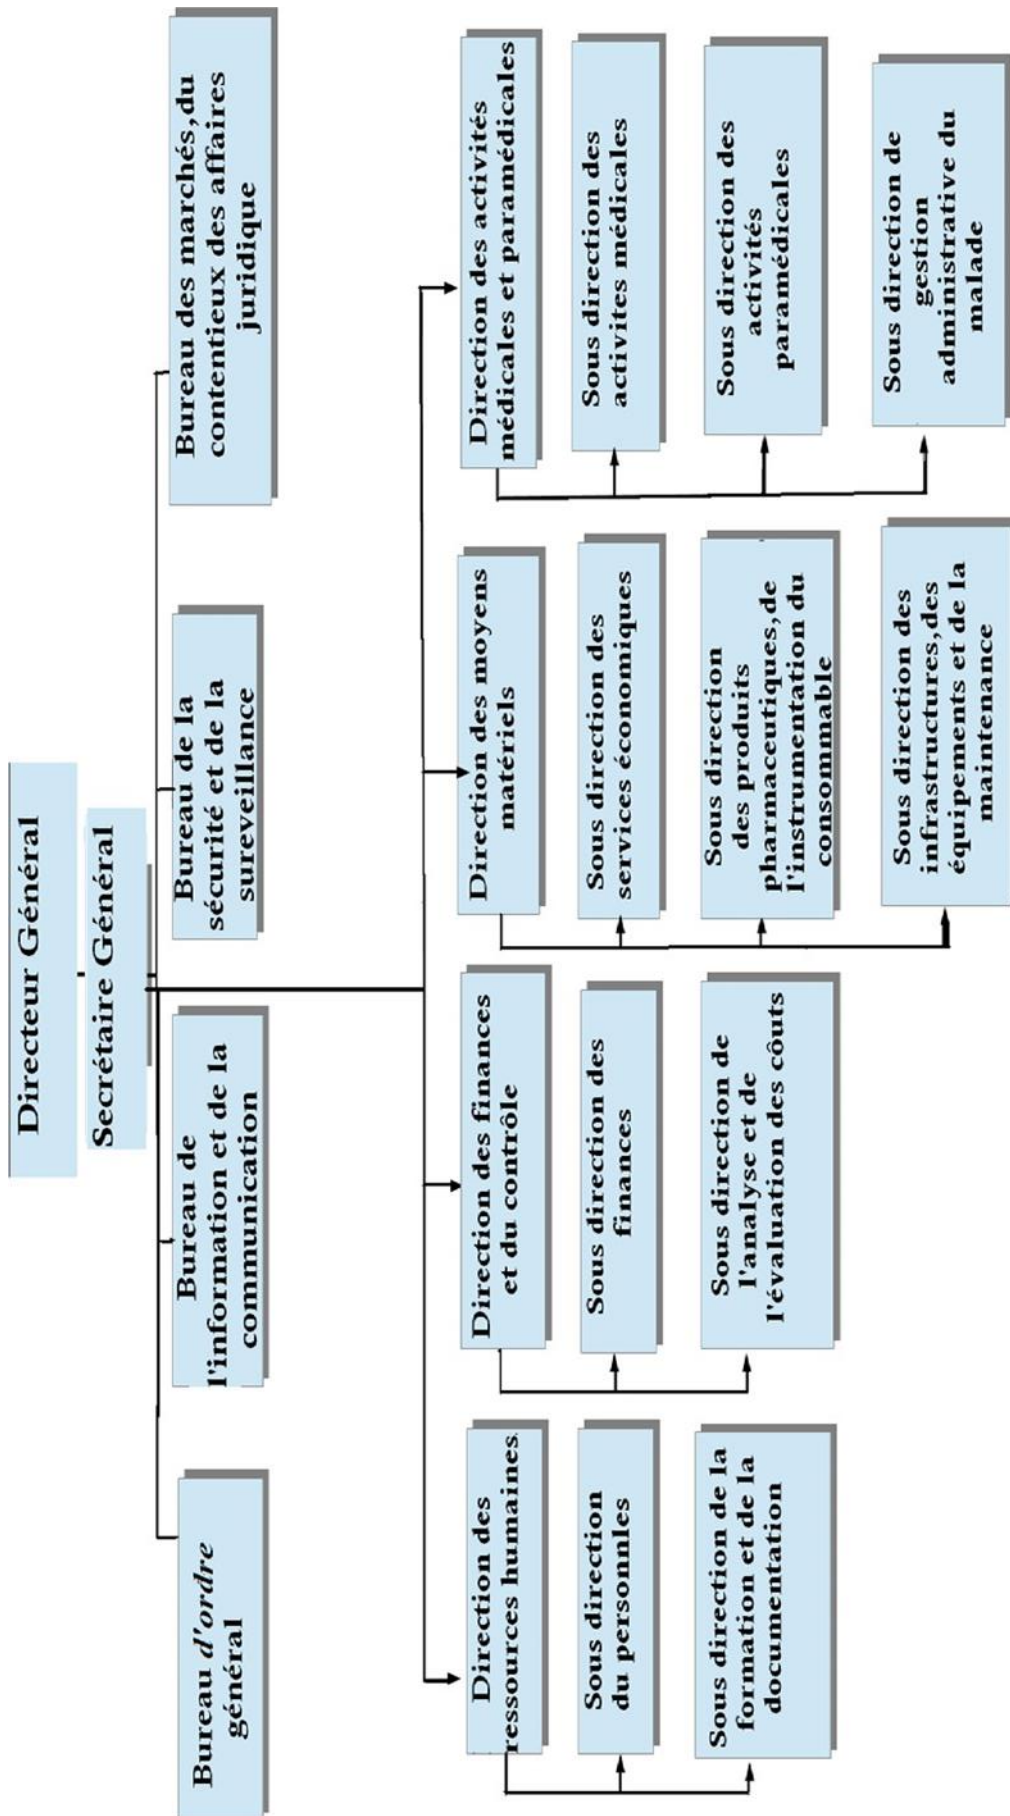 Directeur Général
Secrétaire Général
Bureau d'ordre
général
Bureau de
l'information et de la
communication
Bureau de la
sécurité et de la
sureveillance
Bureau des marchés,du
contentieux des affaires
juridique
Direction des
ressources humaines
Sous direction
du personnles
Sous direction de la
formation et de la
documentation
Direction des finances
et du contrôle
Sous direction des
finances
Sous direction de
l'analyse et de
l'évaluation des côuts
Direction des moyens
matériels
Sous direction des
services économiques
Sous direction
des produits
pharmaceutiques,de
l'instrumentation du
consommable
Sous direction des
infrastructures,des
équipements et de la
maintenance
Direction des activités
médicales et paramédicales
Sous direction des
activites médicales
Sous direction des
activités
paramédicales
Sous direction de
gestion
administrative du
malade